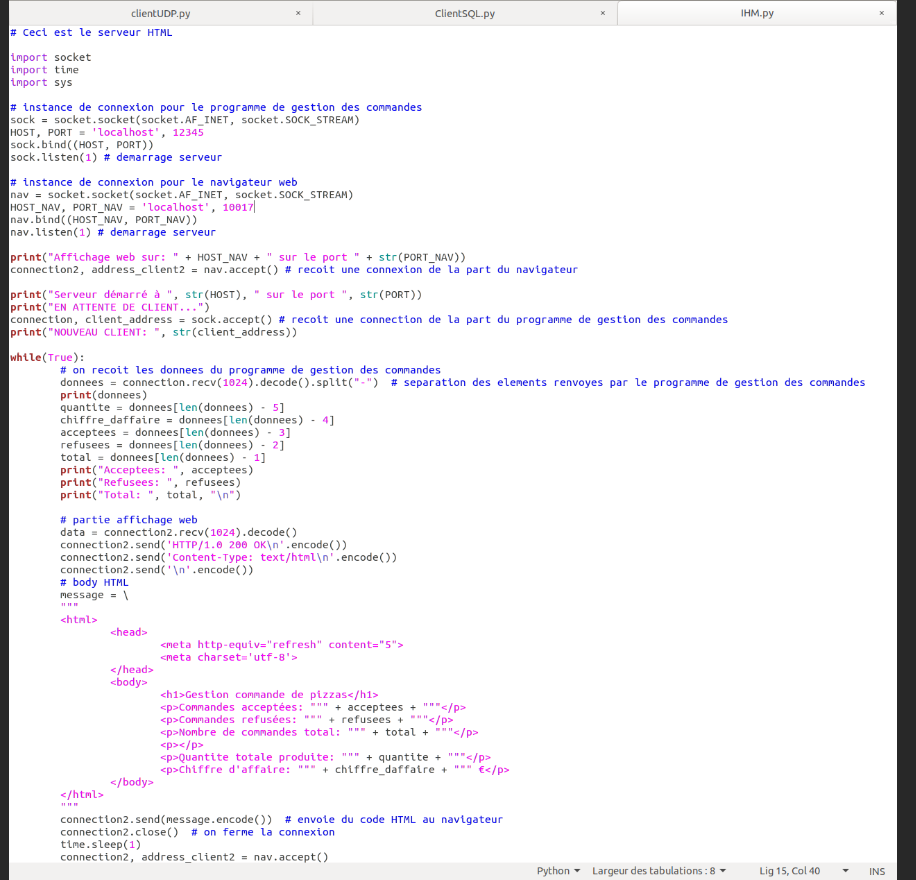 clientUDP.py × ClientSQL.py × IHM.py ×
# Ceci est le serveur HTML
import socket
import time
import sys
# instance de connexion pour le programme de gestion des commandes
sock = socket.socket(socket.AF_INET, socket.SOCK_STREAM)
HOST, PORT = 'localhost', 12345
sock.bind((HOST, PORT))
sock.listen(1) # demarrage serveur
# instance de connexion pour le navigateur web
nav = socket.socket(socket.AF_INET, socket.SOCK_STREAM)
HOST_NAV, PORT_NAV = 'localhost', 10017
nav.bind((HOST_NAV, PORT_NAV))
nav.listen(1) # demarrage serveur
print("Affichage web sur: " + HOST_NAV + " sur le port " + str(PORT_NAV))
connection2, address_client2 = nav.accept() # recoit une connexion de la part du navigateur
print("Serveur démarré à ", str(HOST), " sur le port ", str(PORT))
print("EN ATTENTE DE CLIENT...")
connection, client_address = sock.accept() # recoit une connection de la part du programme de gestion des commandes
print("NOUVEAU CLIENT: ", str(client_address))
while(True):
# on recoit les donnees du programme de gestion des commandes
donnees = connection.recv(1024).decode().split("-")  # separation des elements renvoyes par le programme de gestion des commandes
print(donnees)
quantite = donnees[len(donnees) - 5]
chiffre_daffaire = donnees[len(donnees) - 4]
acceptees = donnees[len(donnees) - 3]
refusees = donnees[len(donnees) - 2]
total = donnees[len(donnees) - 1]
print("Acceptees: ", acceptees)
print("Refusees: ", refusees)
print("Total: ", total, "\n")
# partie affichage web
data = connection2.recv(1024).decode()
connection2.send('HTTP/1.0 200 OK\n'.encode())
connection2.send('Content-Type: text/html\n'.encode())
connection2.send('\n'.encode())
# body HTML
message = \
"""
<html>
<head>
<meta http-equiv="refresh" content="5">
<meta charset='utf-8'>
</head>
<body>
<h1>Gestion commande de pizzas</h1>
<p>Commandes acceptées: """ + acceptees + """</p>
<p>Commandes refusées: """ + refusees + """</p>
<p>Nombre de commandes total: """ + total + """</p>
<p></p>
<p>Quantite totale produite: """ + quantite + """</p>
<p>Chiffre d'affaire: """ + chiffre_daffaire + """ €</p>
</body>
</html>
"""
connection2.send(message.encode())  # envoie du code HTML au navigateur
connection2.close()  # on ferme la connexion
time.sleep(1)
connection2, address_client2 = nav.accept()
Python Largeur des tabulations : 8 Lig 15, Col 40 INS